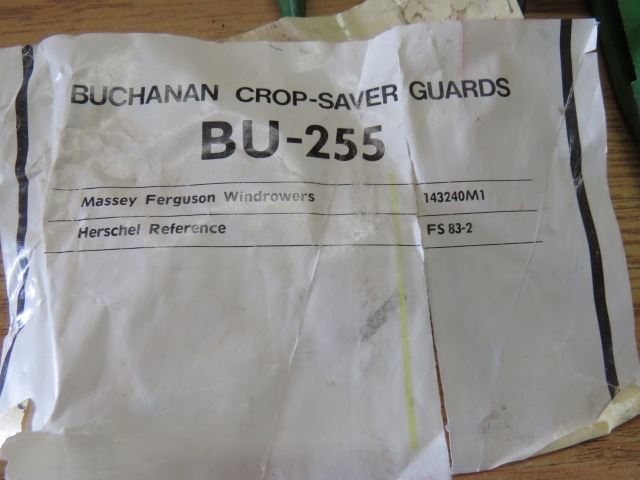 BUCHANAN CROP-SAVER GUARDS
BU-255
Massey Ferguson Windrowers 143240M1
Herschel Reference FS 83-2